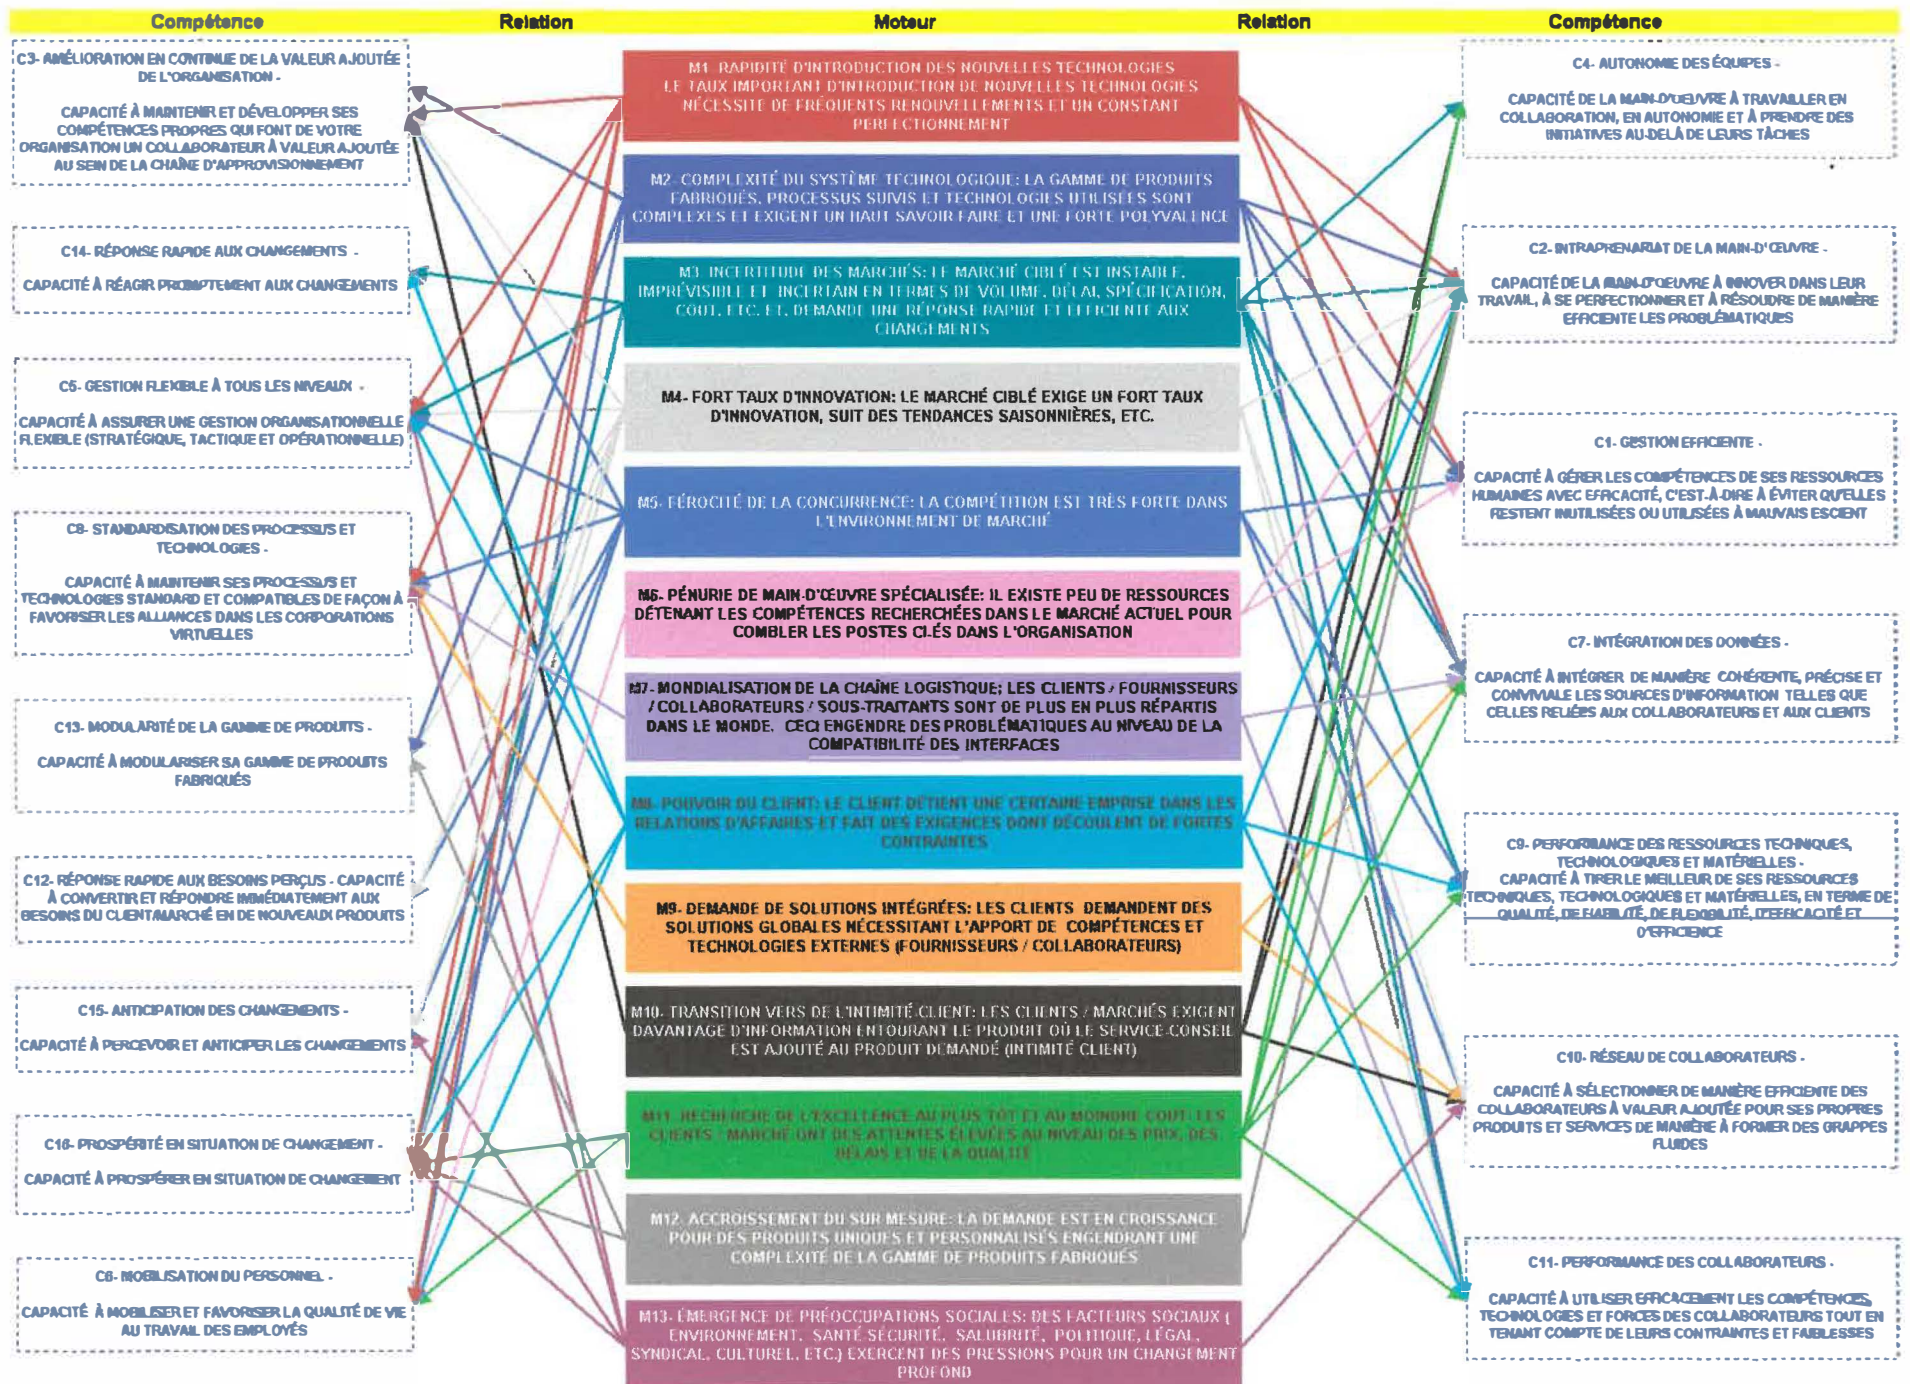 Compétence
Relation
Moteur
Relation
Compétence
C3- AMÉLIORATION EN CONTINUE DE LA VALEUR AJOUTÉE
DE L'ORGANISATION -
CAPACITÉ À MAINTENIR ET DÉVELOPPER SES
COMPÉTENCES PROPRES QUI FONT DE VOTRE
ORGANISATION UN COLLABORATEUR À VALEUR AJOUTÉE
AU SEIN DE LA CHAÎNE D'APPROVISIONNEMENT
C14- RÉPONSE RAPIDE AUX CHANGEMENTS -
CAPACITÉ À RÉAGIR PROMPTEMENT AUX CHANGEMENTS
C5- GESTION FLEXIBLE À TOUS LES NIVEAUX -
CAPACITÉ À ASSURER UNE GESTION ORGANISATIONNELLE
FLEXIBLE (STRATÉGIQUE, TACTIQUE ET OPÉRATIONNELLE)
C8- STANDARDISATION DES PROCESSUS ET
TECHNOLOGIES -
CAPACITÉ À MAINTENIR SES PROCESSUS ET
TECHNOLOGIES STANDARD ET COMPATIBLES DE FAÇON À
FAVORISER LES ALLIANCES DANS LES CORPORATIONS
VIRTUELLES
C13- MODULARITÉ DE LA GAMME DE PRODUITS -
CAPACITÉ À MODULARISER SA GAMME DE PRODUITS
FABRIQUÉS
C12- RÉPONSE RAPIDE AUX BESOINS PERÇUS - CAPACITÉ
À CONVERTIR ET RÉPONDRE IMMÉDIATEMENT AUX
BESOINS DU CLIENT/MARCHÉ EN DE NOUVEAUX PRODUITS
C15- ANTICIPATION DES CHANGEMENTS -
CAPACITÉ À PERCEVOIR ET ANTICIPER LES CHANGEMENTS
C16- PROSPÉRITÉ EN SITUATION DE CHANGEMENT -
CAPACITÉ À PROSPÉRER EN SITUATION DE CHANGEMENT
C6- MOBILISATION DU PERSONNEL -
CAPACITÉ À MOBILISER ET FAVORISER LA QUALITÉ DE VIE
AU TRAVAIL DES EMPLOYÉS
M1- RAPIDITÉ D'INTRODUCTION DES NOUVELLES TECHNOLOGIES
LE TAUX IMPORTANT D'INTRODUCTION DE NOUVELLES TECHNOLOGIES
NÉCESSITE DE FRÉQUENTS RENOUVELLEMENTS ET UN CONSTANT
PERFECTIONNEMENT
M2- COMPLEXITÉ DU SYSTÈME TECHNOLOGIQUE: LA GAMME DE PRODUITS
FABRIQUÉS, PROCESSUS SUIVIS ET TECHNOLOGIES UTILISÉES SONT
COMPLEXES ET EXIGENT UN HAUT SAVOIR FAIRE ET UNE FORTE POLYVALENCE
M3- INCERTITUDE DES MARCHÉS: LE MARCHÉ CIBLÉ EST INSTABLE,
IMPRÉVISIBLE ET INCERTAIN EN TERMES DE VOLUME, DÉLAI, SPÉCIFICATION,
COUT, ETC. ET, DEMANDE UNE RÉPONSE RAPIDE ET EFFICIENTE AUX
CHANGEMENTS
M4- FORT TAUX D'INNOVATION: LE MARCHÉ CIBLÉ EXIGE UN FORT TAUX
D'INNOVATION, SUIT DES TENDANCES SAISONNIÈRES, ETC.
M5- FÉROCITÉ DE LA CONCURRENCE: LA COMPÉTITION EST TRÈS FORTE DANS
L'ENVIRONNEMENT DE MARCHÉ
M6- PÉNURIE DE MAIN-D'ŒUVRE SPÉCIALISÉE: IL EXISTE PEU DE RESSOURCES
DÉTENANT LES COMPÉTENCES RECHERCHÉES DANS LE MARCHÉ ACTUEL POUR
COMBLER LES POSTES CLÉS DANS L'ORGANISATION
M7- MONDIALISATION DE LA CHAÎNE LOGISTIQUE: LES CLIENTS / FOURNISSEURS
/ COLLABORATEURS / SOUS-TRAITANTS SONT DE PLUS EN PLUS RÉPARTIS
DANS LE MONDE. CECI ENGENDRE DES PROBLÉMATIQUES AU NIVEAU DE LA
COMPATIBILITÉ DES INTERFACES
M8- POUVOIR DU CLIENT: LE CLIENT DÉTIENT UNE CERTAINE EMPRISE DANS LES
RELATIONS D'AFFAIRES ET FAIT DES EXIGENCES DONT DÉCOULENT DE FORTES
CONTRAINTES
M9- DEMANDE DE SOLUTIONS INTÉGRÉES: LES CLIENTS DEMANDENT DES
SOLUTIONS GLOBALES NÉCESSITANT L'APPORT DE COMPÉTENCES ET
TECHNOLOGIES EXTERNES (FOURNISSEURS / COLLABORATEURS)
M10- TRANSITION VERS DE L'INTIMITÉ CLIENT: LES CLIENTS / MARCHÉS EXIGENT
DAVANTAGE D'INFORMATION ENTOURANT LE PRODUIT OÙ LE SERVICE-CONSEIL
EST AJOUTÉ AU PRODUIT DEMANDÉ (INTIMITÉ CLIENT)
M11- RECHERCHE DE L'EXCELLENCE AU PLUS TÔT ET AU MOINDRE COUT: LES
CLIENTS / MARCHÉ ONT DES ATTENTES ÉLEVÉES AU NIVEAU DES PRIX, DES
DÉLAIS ET DE LA QUALITÉ
M12- ACCROISSEMENT DU SUR MESURE: LA DEMANDE EST EN CROISSANCE
POUR DES PRODUITS UNIQUES ET PERSONNALISÉS ENGENDRANT UNE
COMPLEXITÉ DE LA GAMME DE PRODUITS FABRIQUÉS
M13- ÉMERGENCE DE PRÉOCCUPATIONS SOCIALES: DES FACTEURS SOCIAUX (
ENVIRONNEMENT, SANTÉ SÉCURITÉ, SALUBRITÉ, POLITIQUE, LÉGAL,
SYNDICAL, CULTUREL, ETC.) EXERCENT DES PRESSIONS POUR UN CHANGEMENT
PROFOND
C4- AUTONOMIE DES ÉQUIPES -
CAPACITÉ DE LA MAIN-D'OEUVRE À TRAVAILLER EN
COLLABORATION, EN AUTONOMIE ET À PRENDRE DES
INITIATIVES AU-DELÀ DE LEURS TÂCHES
C2- INTRAPRENARIAT DE LA MAIN-D'ŒUVRE -
CAPACITÉ DE LA MAIN-D'OEUVRE À INNOVER DANS LEUR
TRAVAIL, À SE PERFECTIONNER ET À RÉSOUDRE DE MANIÈRE
EFFICIENTE LES PROBLÉMATIQUES
C1- GESTION EFFICIENTE -
CAPACITÉ À GÉRER LES COMPÉTENCES DE SES RESSOURCES
HUMAINES AVEC EFFICACITÉ, C'EST-À-DIRE À ÉVITER QU'ELLES
RESTENT INUTILISÉES OU UTILISÉES À MAUVAIS ESCIENT
C7- INTÉGRATION DES DONNÉES -
CAPACITÉ À INTÉGRER DE MANIÈRE COHÉRENTE, PRÉCISE ET
CONVIVIALE LES SOURCES D'INFORMATION TELLES QUE
CELLES RELIÉES AUX COLLABORATEURS ET AUX CLIENTS
C9- PERFORMANCE DES RESSOURCES TECHNIQUES,
TECHNOLOGIQUES ET MATÉRIELLES -
CAPACITÉ À TIRER LE MEILLEUR DE SES RESSOURCES
TECHNIQUES, TECHNOLOGIQUES ET MATÉRIELLES, EN TERME DE
QUALITÉ, DE FIABILITÉ, DE FLEXIBILITÉ, D'EFFICACITÉ ET
D'EFFICIENCE
C10- RÉSEAU DE COLLABORATEURS -
CAPACITÉ À SÉLECTIONNER DE MANIÈRE EFFICIENTE DES
COLLABORATEURS À VALEUR AJOUTÉE POUR SES PROPRES
PRODUITS ET SERVICES DE MANIÈRE À FORMER DES GRAPPES
FLUIDES
C11- PERFORMANCE DES COLLABORATEURS -
CAPACITÉ À UTILISER EFFICACEMENT LES COMPÉTENCES,
TECHNOLOGIES ET FORCES DES COLLABORATEURS TOUT EN
TENANT COMPTE DE LEURS CONTRAINTES ET FAIBLESSES